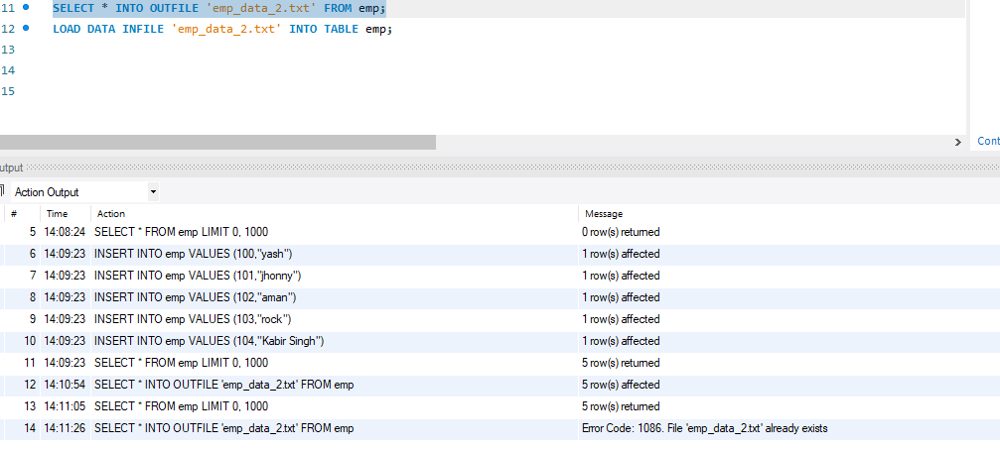 11 SELECT * INTO OUTFILE 'emp_data_2.txt' FROM emp;
12 LOAD DATA INFILE 'emp_data_2.txt' INTO TABLE emp;
13
14
15
Cont
utput
Action Output
# Time Action Message
5 14:08:24 SELECT * FROM emp LIMIT 0, 1000 0 row(s) returned
6 14:09:23 INSERT INTO emp VALUES (100,"yash") 1 row(s) affected
7 14:09:23 INSERT INTO emp VALUES (101,"jhonny") 1 row(s) affected
8 14:09:23 INSERT INTO emp VALUES (102,"aman") 1 row(s) affected
9 14:09:23 INSERT INTO emp VALUES (103,"rock") 1 row(s) affected
10 14:09:23 INSERT INTO emp VALUES (104,"Kabir Singh") 1 row(s) affected
11 14:09:23 SELECT * FROM emp LIMIT 0, 1000 5 row(s) returned
12 14:10:54 SELECT * INTO OUTFILE 'emp_data_2.txt' FROM emp 5 row(s) affected
13 14:11:05 SELECT * FROM emp LIMIT 0, 1000 5 row(s) returned
14 14:11:26 SELECT * INTO OUTFILE 'emp_data_2.txt' FROM emp Error Code: 1086. File 'emp_data_2.txt' already exists